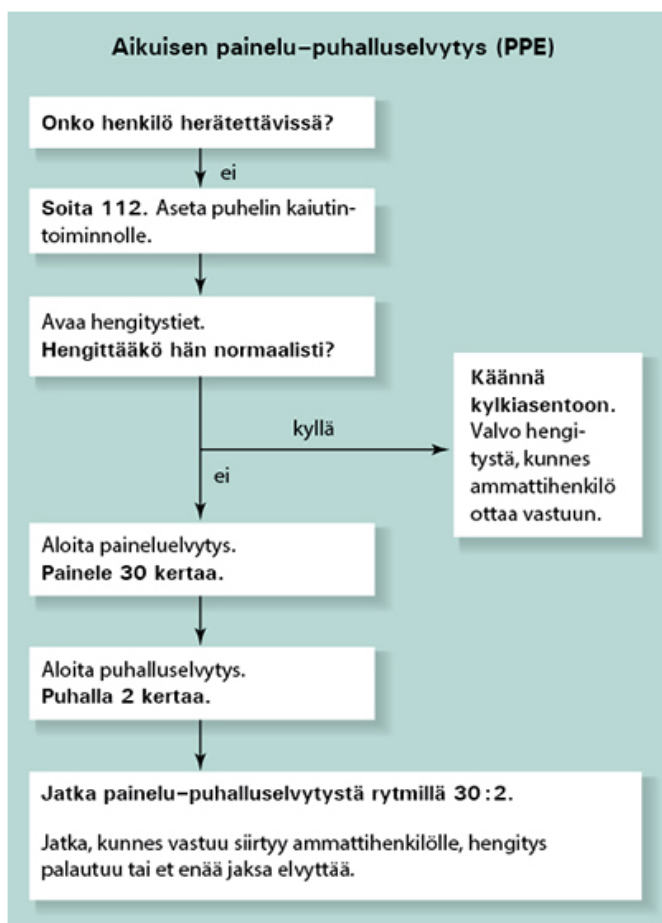 Aikuisen painelu–puhalluselvytys (PPE)
Onko henkilö herätettävissä?
ei
Soita 112. Aseta puhelin kaiutin-
toiminnolle.
Avaa hengitystiet.
Hengittääkö hän normaalisti?
kyllä
Käännä
kylkiasentoon.
Valvo hengi-
tystä, kunnes
ammattihenkilö
ottaa vastuun.
ei
Aloita paineluelvytys.
Painele 30 kertaa.
Aloita puhalluselvytys.
Puhalla 2 kertaa.
Jatka painelu–puhalluselvytystä rytmillä 30:2.
Jatka, kunnes vastuu siirtyy ammattihenkilölle, hengitys
palautuu tai et enää jaksa elvyttää.